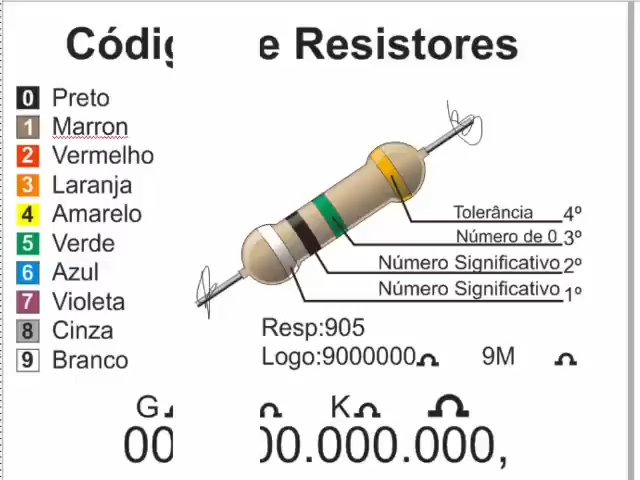 Códig e Resistores
0 Preto
1 Marron
2 Vermelho
3 Laranja
4 Amarelo
5 Verde
6 Azul
7 Violeta
8 Cinza
9 Branco
Tolerância 4º
Número de 0 3º
Número Significativo 2º
Número Significativo 1º
Resp:905
Logo:9000000Ω 9M Ω
G Ω KΩ Ω
00 00.000.000,